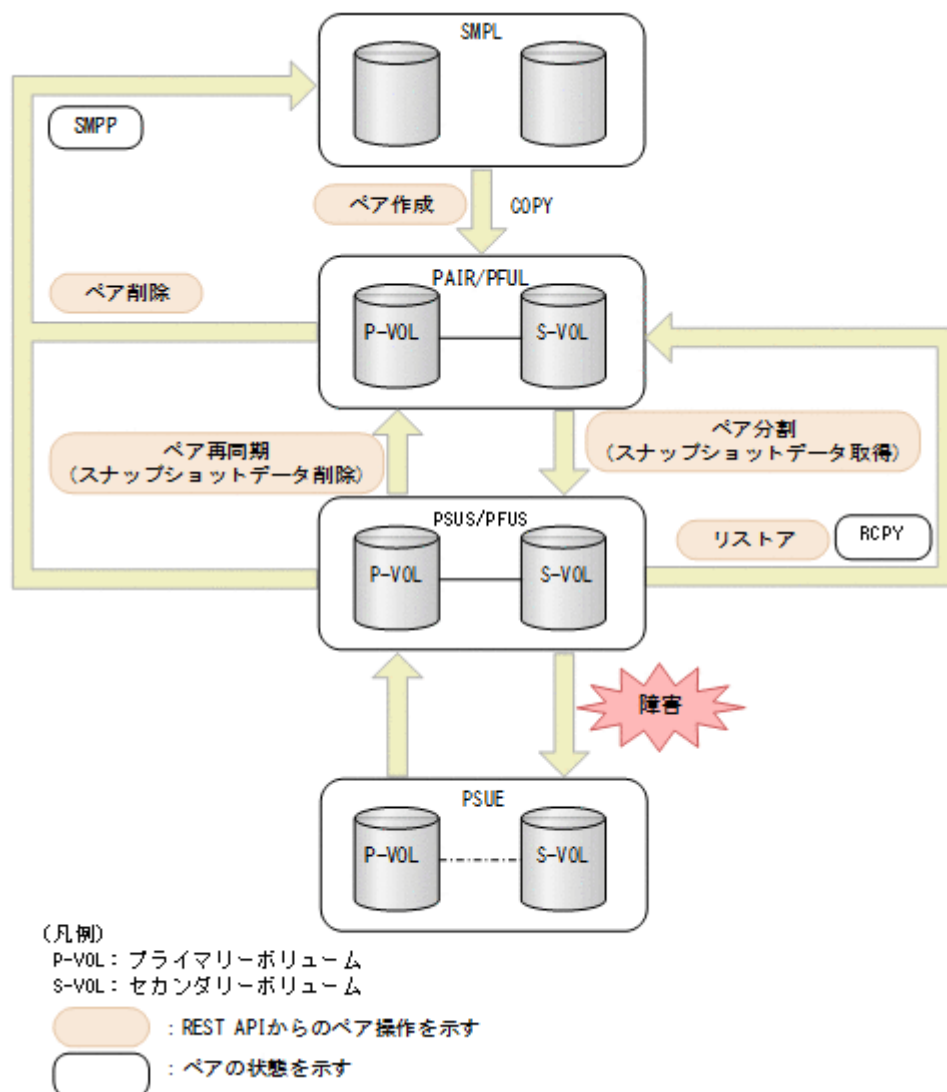 SMPL
SMPP
ペア作成
COPY
PAIR/PFUL
ペア削除
P-VOL
S-VOL
ペア再同期
(スナップショットデータ削除)
ペア分割
(スナップショットデータ取得)
PSUS/PFUS
リストア
RCPY
P-VOL
S-VOL
障害
PSUE
P-VOL
S-VOL
(凡例)
P-VOL：プライマリーボリューム
S-VOL：セカンダリーボリューム
：REST APIからのペア操作を示す
：ペアの状態を示す